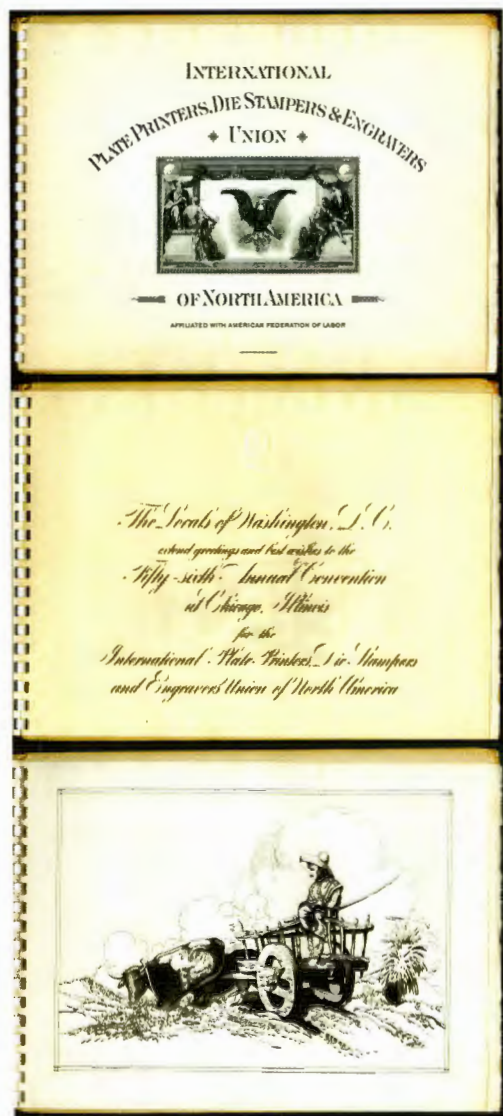 INTERNATIONAL
PLATE PRINTERS, DIE STAMPERS & ENGRAVERS
UNION
OF NORTH AMERICA
AFFILIATED WITH AMERICAN FEDERATION OF LABOR
The Locals of Washington, D. C.
extend greetings and best wishes to the
Fifty-sixth Annual Convention
at Chicago, Illinois
for the
International Plate Printers, Die Stampers
and Engravers' Union of North America